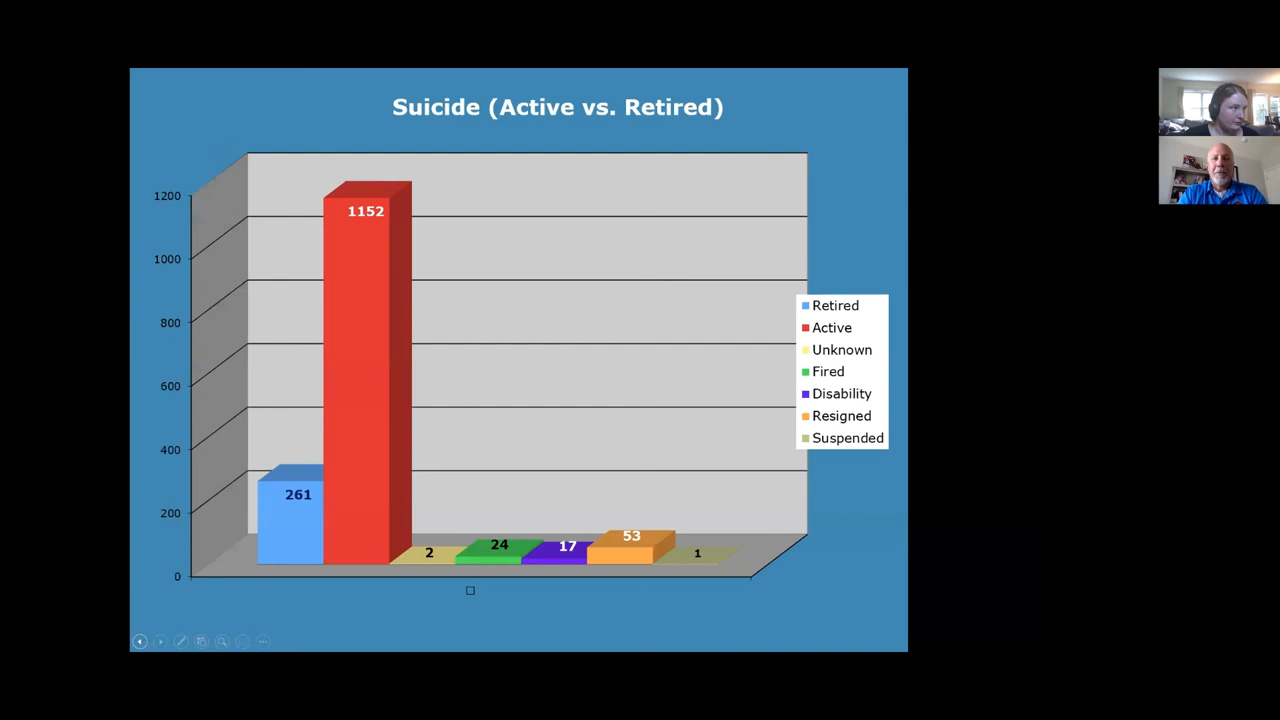 Suicide (Active vs. Retired)
1200
1000
800
600
400
200
0
1152
261
2
24
17
53
1
Retired
Active
Unknown
Fired
Disability
Resigned
Suspended